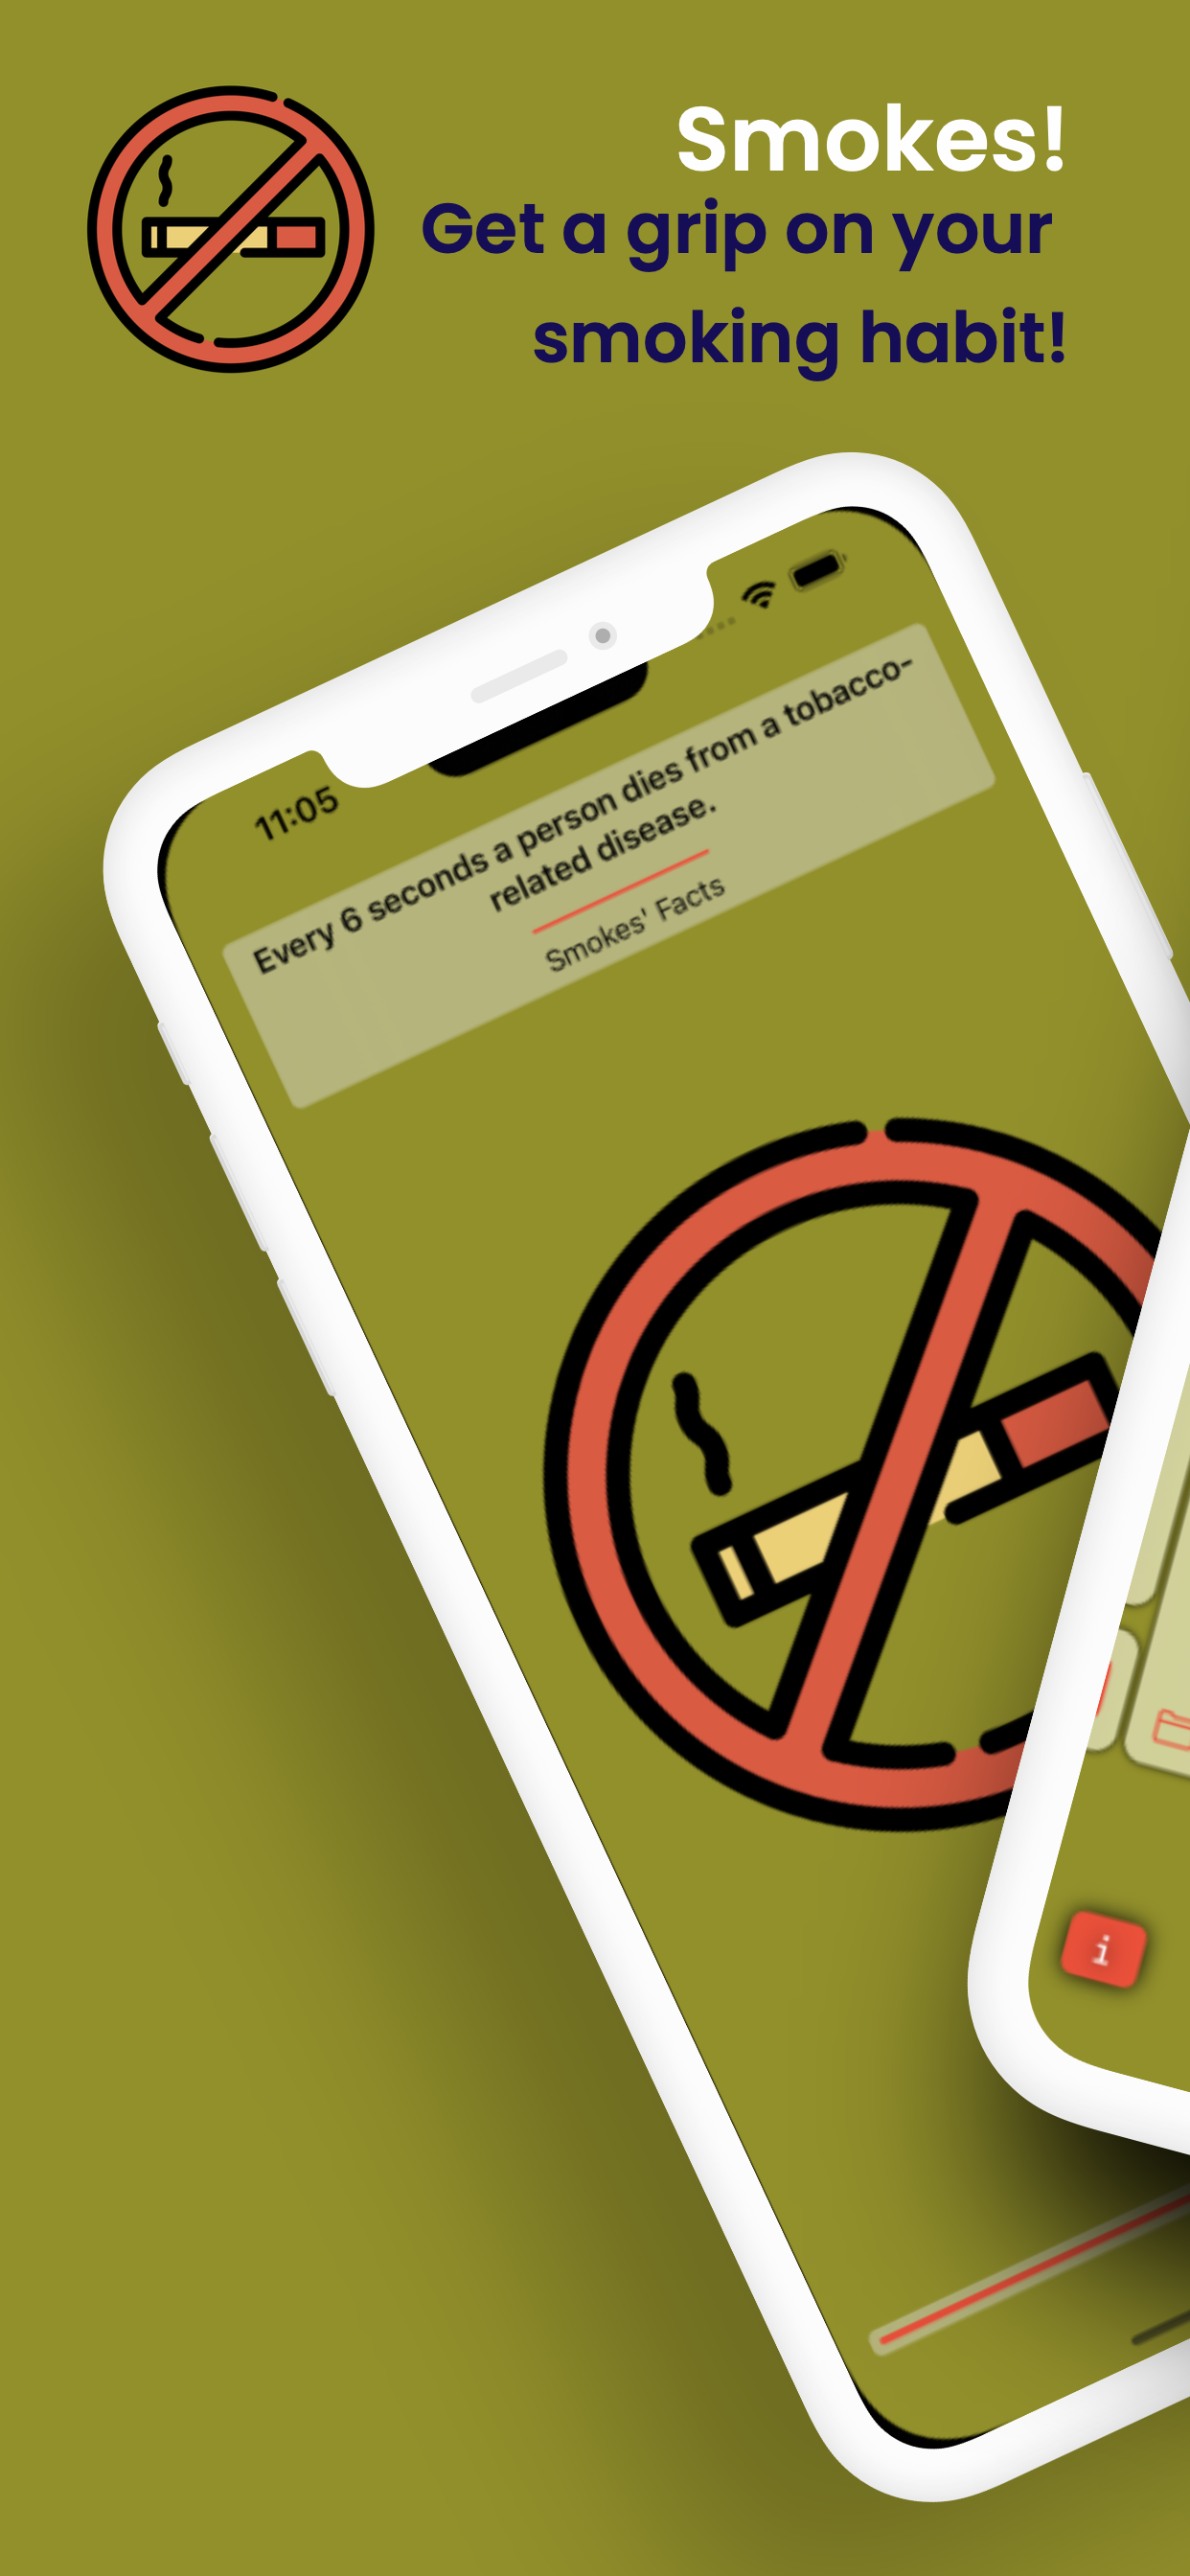 Smokes!
Get a grip on your
smoking habit!
11:05
Every 6 seconds a person dies from a tobacco-
related disease.
Smokes' Facts
i